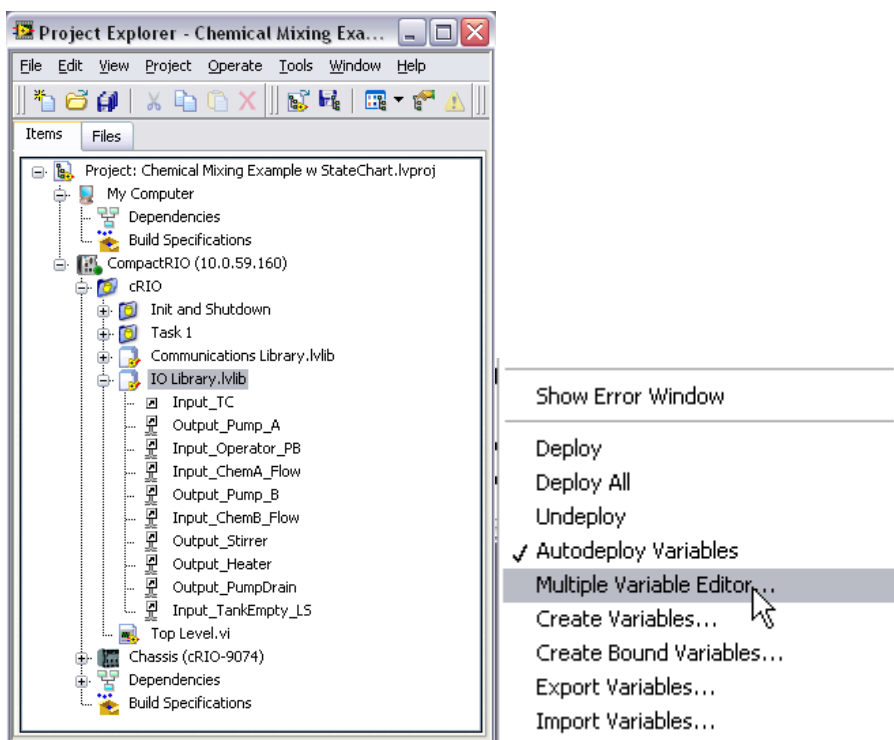 Project Explorer - Chemical Mixing Exa...
File Edit View Project Operate Tools Window Help
Items Files
Project: Chemical Mixing Example w StateChart.lvproj
My Computer
Dependencies
Build Specifications
CompactRIO (10.0.59.160)
cRIO
Init and Shutdown
Task 1
Communications Library.lvlib
IO Library.lvlib
Input_TC
Output_Pump_A
Input_Operator_PB
Input_ChemA_Flow
Output_Pump_B
Input_ChemB_Flow
Output_Stirrer
Output_Heater
Output_PumpDrain
Input_TankEmpty_LS
Top Level.vi
Chassis (cRIO-9074)
Dependencies
Build Specifications
Show Error Window
Deploy
Deploy All
Undeploy
Autodeploy Variables
Multiple Variable Editor...
Create Variables...
Create Bound Variables...
Export Variables...
Import Variables...